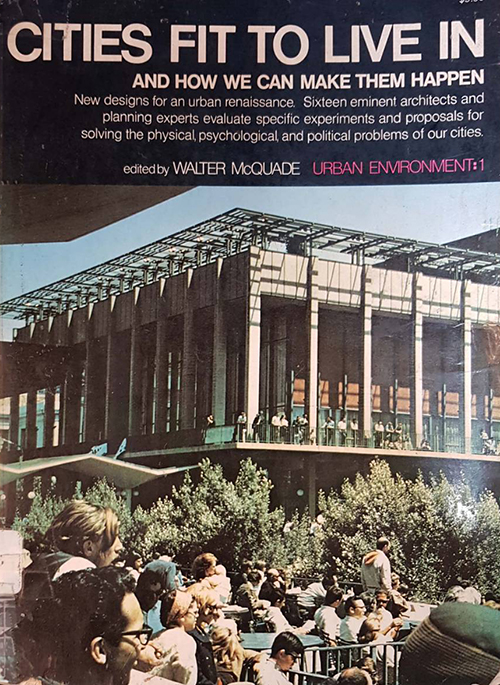 CITIES FIT TO LIVE IN
AND HOW WE CAN MAKE THEM HAPPEN
New designs for an urban renaissance. Sixteen eminent architects and
planning experts evaluate specific experiments and proposals for
solving the physical, psychological, and political problems of our cities.
edited by WALTER McQUADE URBAN ENVIRONMENT:1